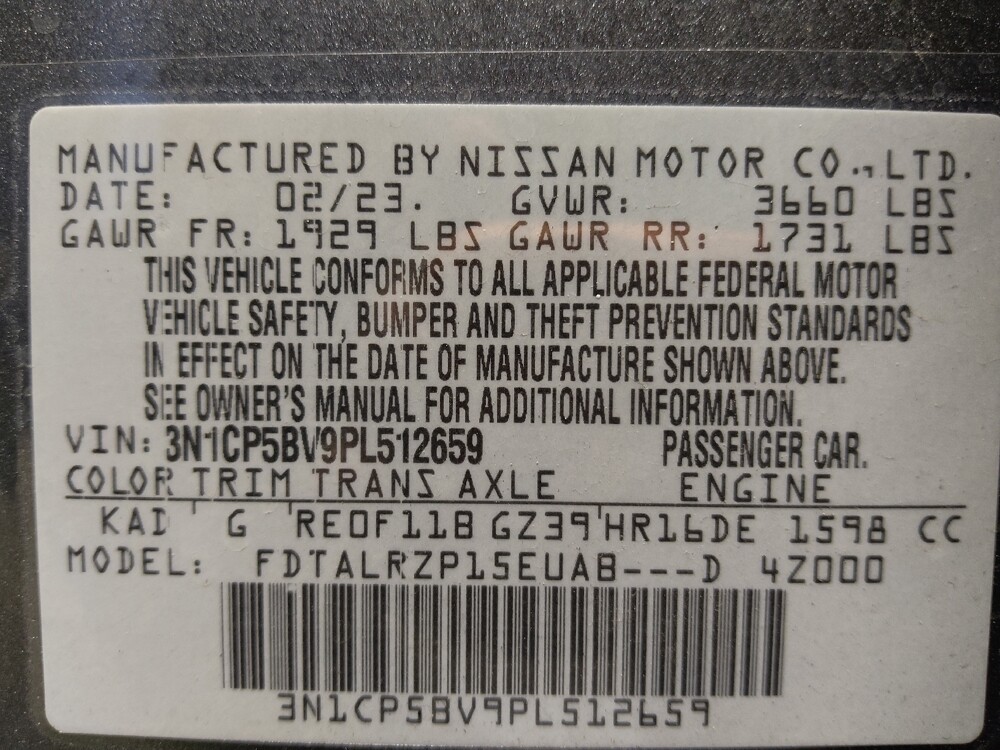 MANUFACTURED BY NISSAN MOTOR CO.,LTD.
DATE: 02/23. GVWR: 3660 LBS
GAWR FR: 1929 LBS GAWR RR: 1731 LBS
THIS VEHICLE CONFORMS TO ALL APPLICABLE FEDERAL MOTOR
VEHICLE SAFETY, BUMPER AND THEFT PREVENTION STANDARDS
IN EFFECT ON THE DATE OF MANUFACTURE SHOWN ABOVE.
SEE OWNER'S MANUAL FOR ADDITIONAL INFORMATION.
VIN: 3N1CP5BV9PL512659 PASSENGER CAR.
COLOR TRIM TRANS AXLE ENGINE
KAD G RE0F11B GZ39 HR16DE 1598 CC
MODEL: FDTALRZP15EUAB---D 4Z000
3N1CP5BV9PL512659